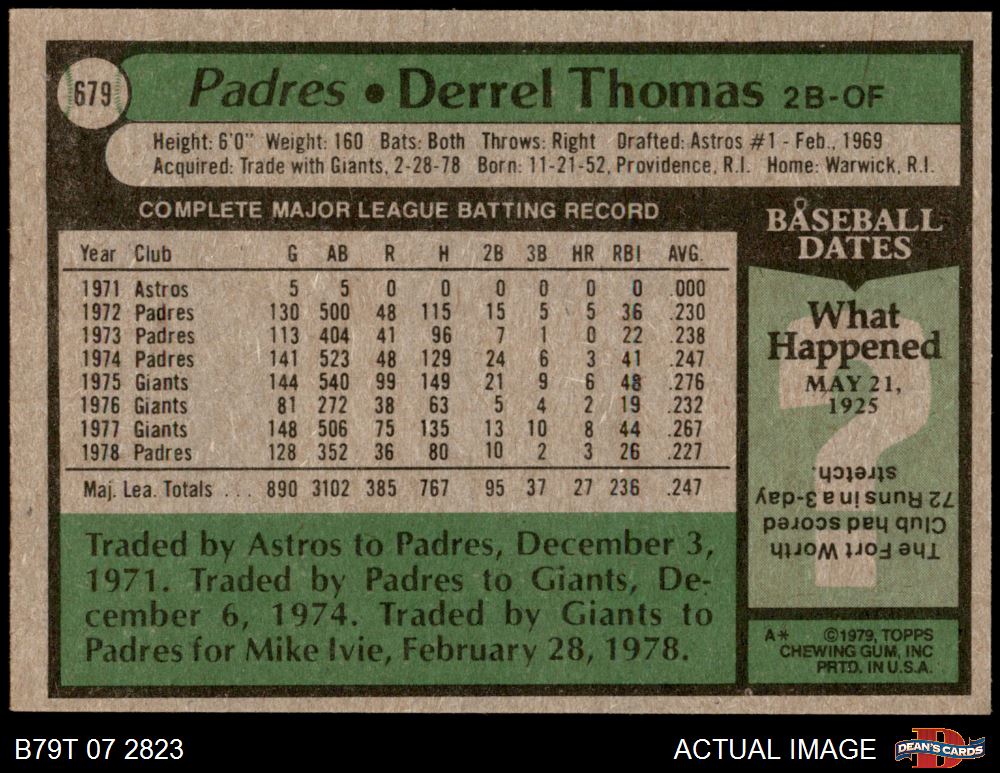 679
Padres • Derrel Thomas 2B-OF
Height: 6'0" Weight: 160 Bats: Both Throws: Right Drafted: Astros #1 - Feb., 1969
Acquired: Trade with Giants, 2-28-78 Born: 11-21-52, Providence, R.I. Home: Warwick, R.I.
COMPLETE MAJOR LEAGUE BATTING RECORD
Year Club G AB R H 2B 3B HR RBI AVG.
1971 Astros 5 5 0 0 0 0 0 0 .000
1972 Padres 130 500 48 115 15 5 5 36 .230
1973 Padres 113 404 41 96 7 1 0 22 .238
1974 Padres 141 523 48 129 24 6 3 41 .247
1975 Giants 144 540 99 149 21 9 6 48 .276
1976 Giants 81 272 38 63 5 4 2 19 .232
1977 Giants 148 506 75 135 13 10 8 44 .267
1978 Padres 128 352 36 80 10 2 3 26 .227
Maj. Lea. Totals . . . 890 3102 385 767 95 37 27 236 .247
Traded by Astros to Padres, December 3,
1971. Traded by Padres to Giants, De-
cember 6, 1974. Traded by Giants to
Padres for Mike Ivie, February 28, 1978.
BASEBALL
DATES
What
Happened
MAY 21,
1925
?
The Fort Worth
Club had scored
72 Runs in a 3-day
stretch.
A* ©1979, TOPPS
CHEWING GUM, INC
PRTD. IN U.S.A.
B79T 07 2823
ACTUAL IMAGE
D
DEAN'S CARDS